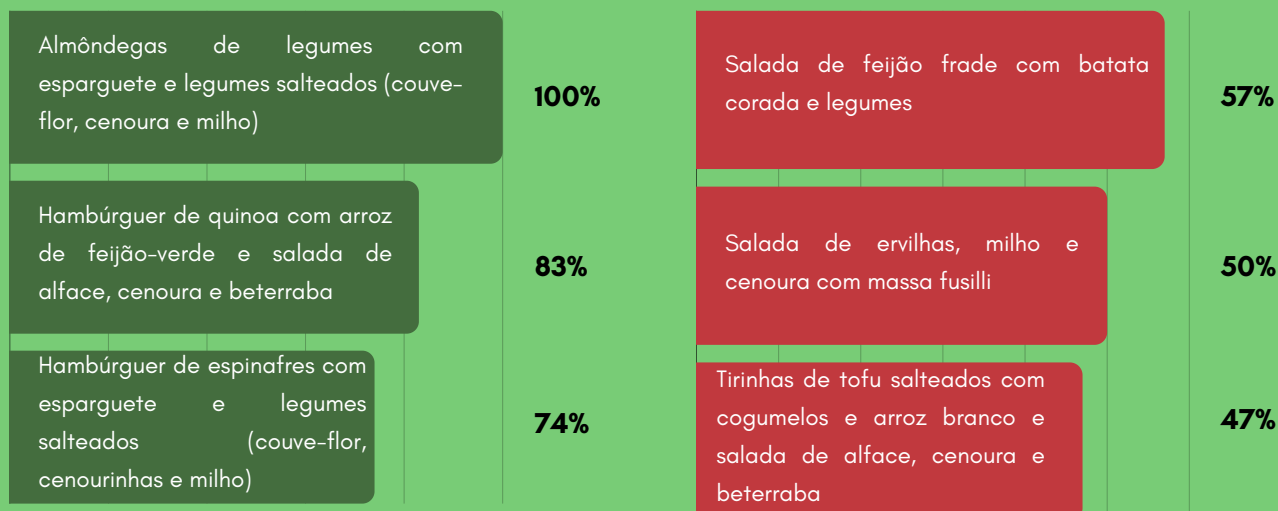 Almôndegas de legumes com
esparguete e legumes salteados (couve-
flor, cenoura e milho)
100%
Hambúrguer de quinoa com arroz
de feijão-verde e salada de
alface, cenoura e beterraba
83%
Hambúrguer de espinafres com
esparguete e legumes
salteados (couve-flor,
cenourinhas e milho)
74%
Salada de feijão frade com batata
corada e legumes
57%
Salada de ervilhas, milho e
cenoura com massa fusilli
50%
Tirinhas de tofu salteados com
cogumelos e arroz branco e
salada de alface, cenoura e
beterraba
47%